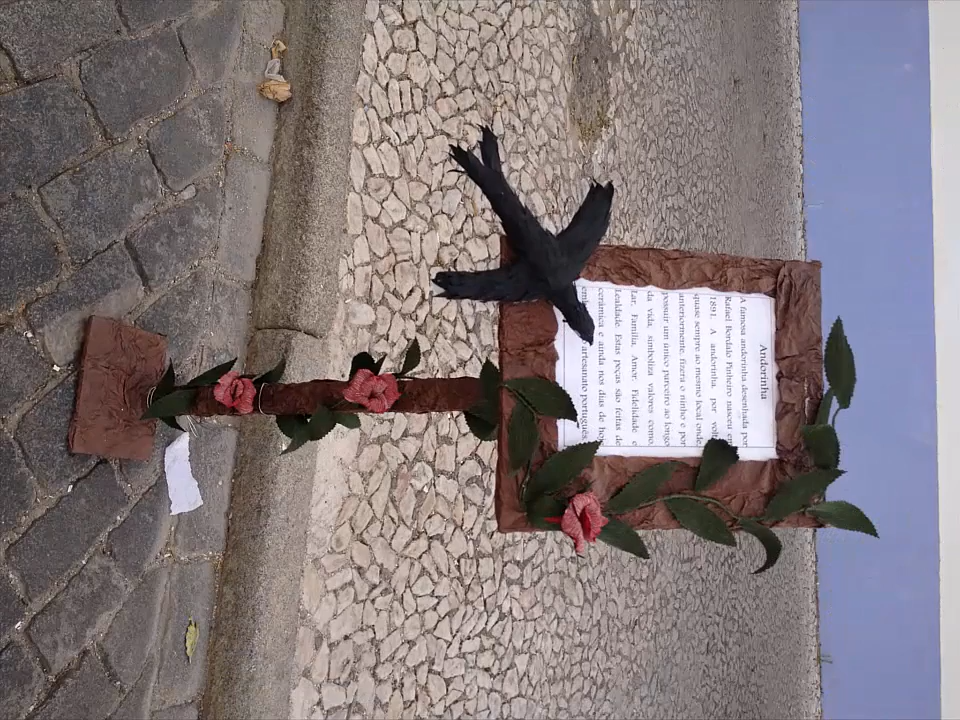 Andorinha
A famosa andorinha desenhada por
Rafael Bordalo Pinheiro nasceu em
1891. A andorinha, por
quase sempre ao mesmo local onde,
anteriormente, fizera o ninho e por
possuir um único parceiro ao longo
da vida, simboliza valores como,
Lar, Família, Amor, Fidelidade e
Lealdade. Estas peças são feitas de
cerâmica e ainda nos dias de
artesanato português.